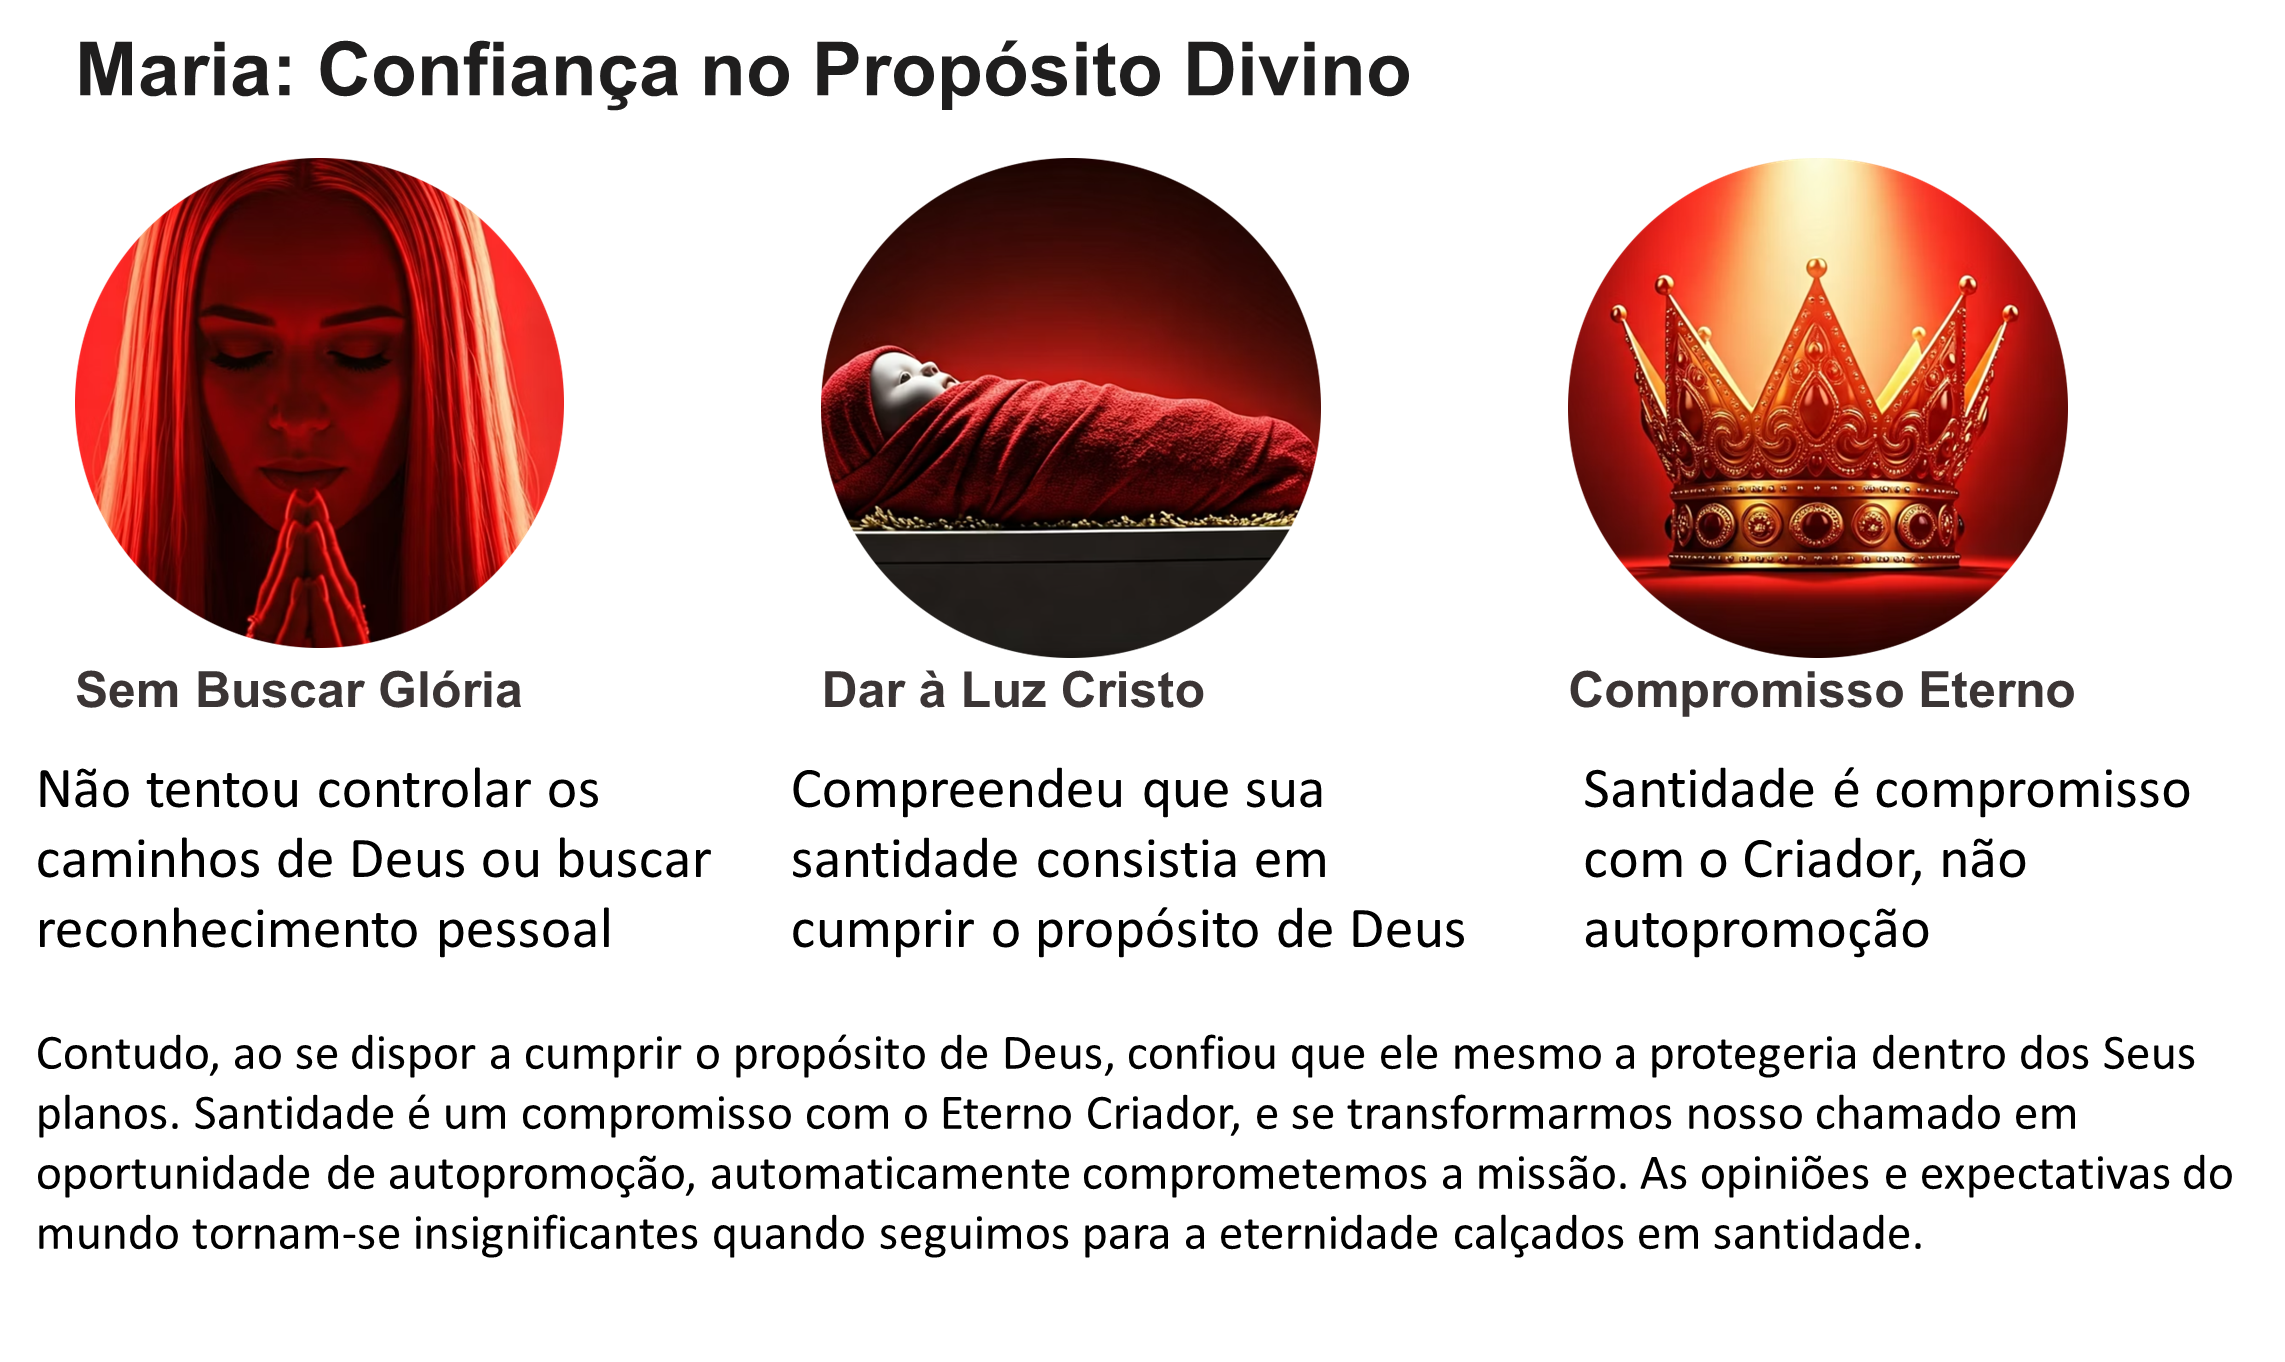 Maria: Confiança no Propósito Divino
Sem Buscar Glória
Não tentou controlar os
caminhos de Deus ou buscar
reconhecimento pessoal
Dar à Luz Cristo
Compreendeu que sua
santidade consistia em
cumprir o propósito de Deus
Compromisso Eterno
Santidade é compromisso
com o Criador, não
autopromoção
Contudo, ao se dispor a cumprir o propósito de Deus, confiou que ele mesmo a protegeria dentro dos Seus
planos. Santidade é um compromisso com o Eterno Criador, e se transformarmos nosso chamado em
oportunidade de autopromoção, automaticamente comprometemos a missão. As opiniões e expectativas do
mundo tornam-se insignificantes quando seguimos para a eternidade calçados em santidade.